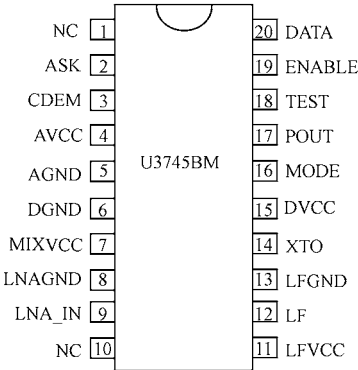 NC 1 20 DATA
ASK 2 19 ENABLE
CDEM 3 18 TEST
AVCC 4 17 POUT
U3745BM
AGND 5 16 MODE
DGND 6 15 DVCC
MIXVCC 7 14 XTO
LNAGND 8 13 LFGND
LNA_IN 9 12 LF
NC 10 11 LFVCC